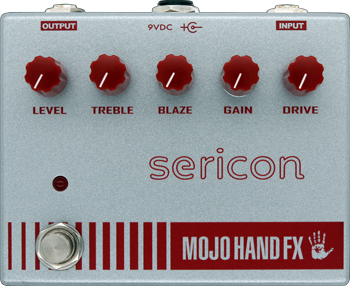 OUTPUT 9VDC INPUT
LEVEL TREBLE BLAZE GAIN DRIVE
sericon
MOJO HAND FX